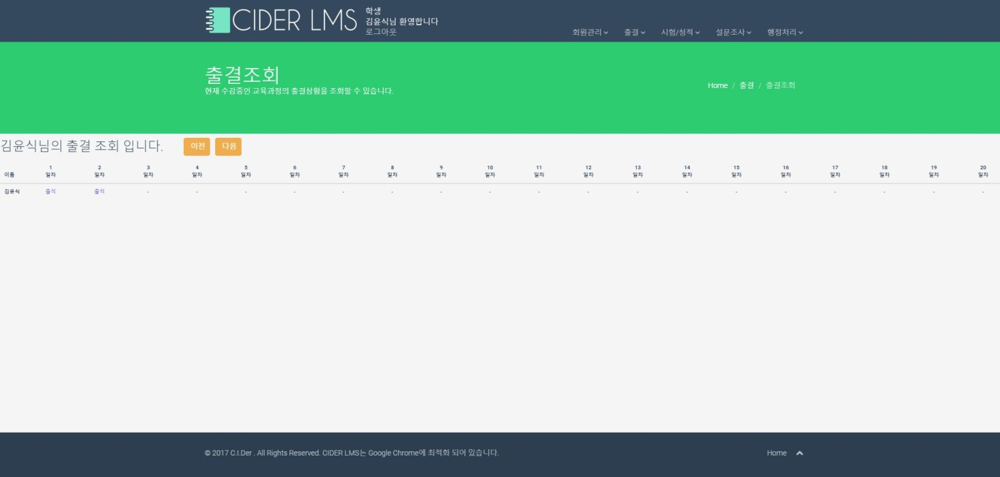 CIDER LMS
학생
김윤식님 환영합니다
로그아웃
회원관리 출결 시험/성적 설문조사 행정처리
출결조회
현재 수강중인 교육과정의 출결상황을 조회할 수 있습니다.
Home / 출결 / 출결조회
김윤식님의 출결 조회 입니다. 이전 다음
1 2 3 4 5 6 7 8 9 10 11 12 13 14 15 16 17 18 19 20
이름 일차 일차 일차 일차 일차 일차 일차 일차 일차 일차 일차 일차 일차 일차 일차 일차 일차 일차 일차 일차
김윤식 출석 출석 - - - - - - - - - - - - - - - - - -
© 2017 C.I.Der . All Rights Reserved. CIDER LMS는 Google Chrome에 최적화 되어 있습니다. Home